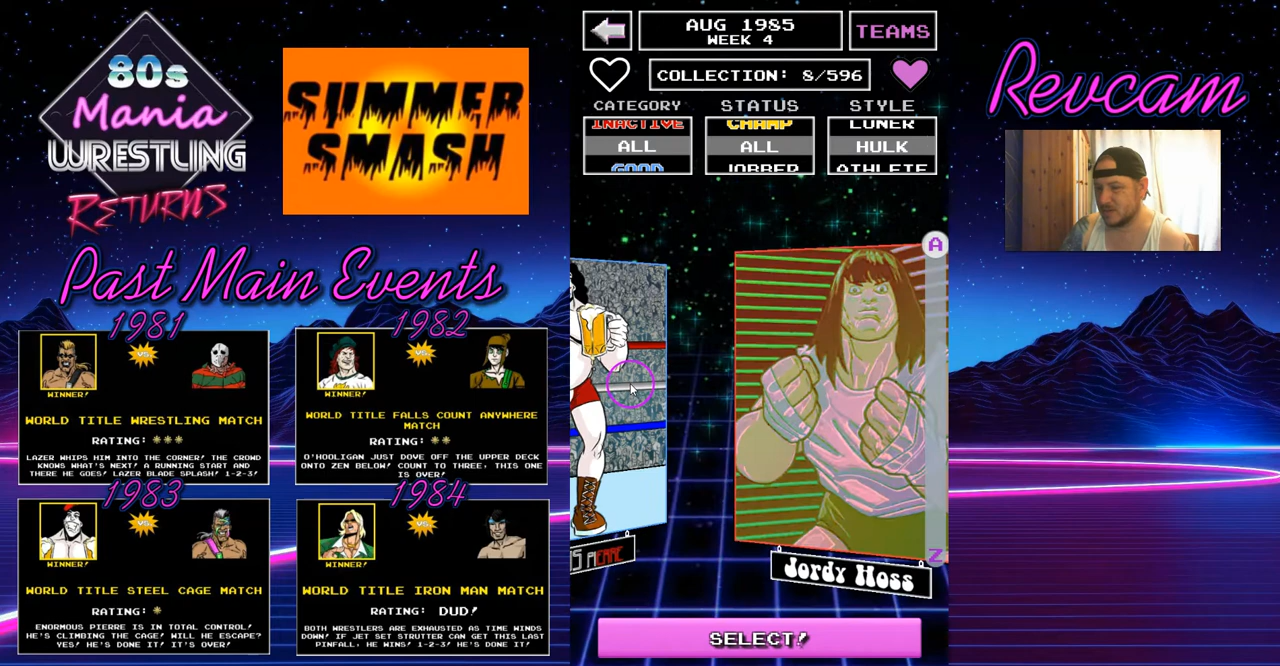 80s
Mania
WRESTLING
RETURNS
SUMMER
SMASH
Past Main Events
1981
VS.
WINNER!
WORLD TITLE WRESTLING MATCH
RATING: ***
LAZER WHIPS HIM INTO THE CORNER! THE CROWD
KNOWS WHAT'S NEXT! A RUNNING START AND
THERE HE GOES! LAZER BLADE SPLASH! 1-2-3!
1982
VS.
WINNER!
WORLD TITLE FALLS COUNT ANYWHERE
MATCH
RATING: **
O'HOOLIGAN JUST DOVE OFF THE UPPER DECK
ONTO ZEN BELOW! COUNT TO THREE, THIS ONE
IS OVER!
1983
VS.
WINNER!
WORLD TITLE STEEL CAGE MATCH
RATING: *
ENORMOUS PIERRE IS IN TOTAL CONTROL!
HE'S CLIMBING THE CAGE! WILL HE ESCAPE?
YES! HE'S DONE IT! IT'S OVER!
1984
VS.
WINNER!
WORLD TITLE IRON MAN MATCH
RATING: DUD!
BOTH WRESTLERS ARE EXHAUSTED AS TIME WINDS
DOWN! IF JET SET STRUTTER CAN GET THIS LAST
PINFALL, HE WINS! 1-2-3! HE'S DONE IT!
AUG 1985
WEEK 4
TEAMS
COLLECTION: 8/596
CATEGORY
STATUS
STYLE
INACTIVE
CHAMP
LUNER
ALL
ALL
HULK
GOOD
JOBBER
ATHLETE
A
Z
PIERRE
Jordy Hoss
SELECT!
Revcam